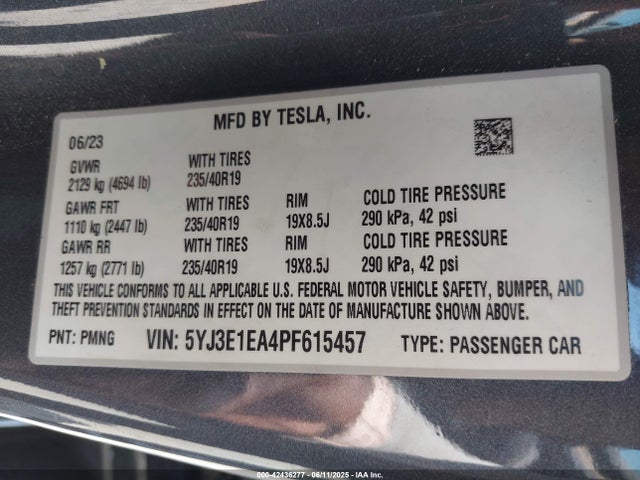 MFD BY TESLA, INC.
06/23
GVWR WITH TIRES
2129 kg (4694 lb) 235/40R19
GAWR FRT WITH TIRES RIM COLD TIRE PRESSURE
1110 kg (2447 lb) 235/40R19 19X8.5J 290 kPa, 42 psi
GAWR RR WITH TIRES RIM COLD TIRE PRESSURE
1257 kg (2771 lb) 235/40R19 19X8.5J 290 kPa, 42 psi
THIS VEHICLE CONFORMS TO ALL APPLICABLE U.S. FEDERAL MOTOR VEHICLE SAFETY, BUMPER, AND
THEFT PREVENTION STANDARDS IN EFFECT ON THE DATE OF MANUFACTURE SHOWN ABOVE.
PNT: PMNG VIN: 5YJ3E1EA4PF615457 TYPE: PASSENGER CAR
000-42436277 - 06/11/2025 - IAA Inc.